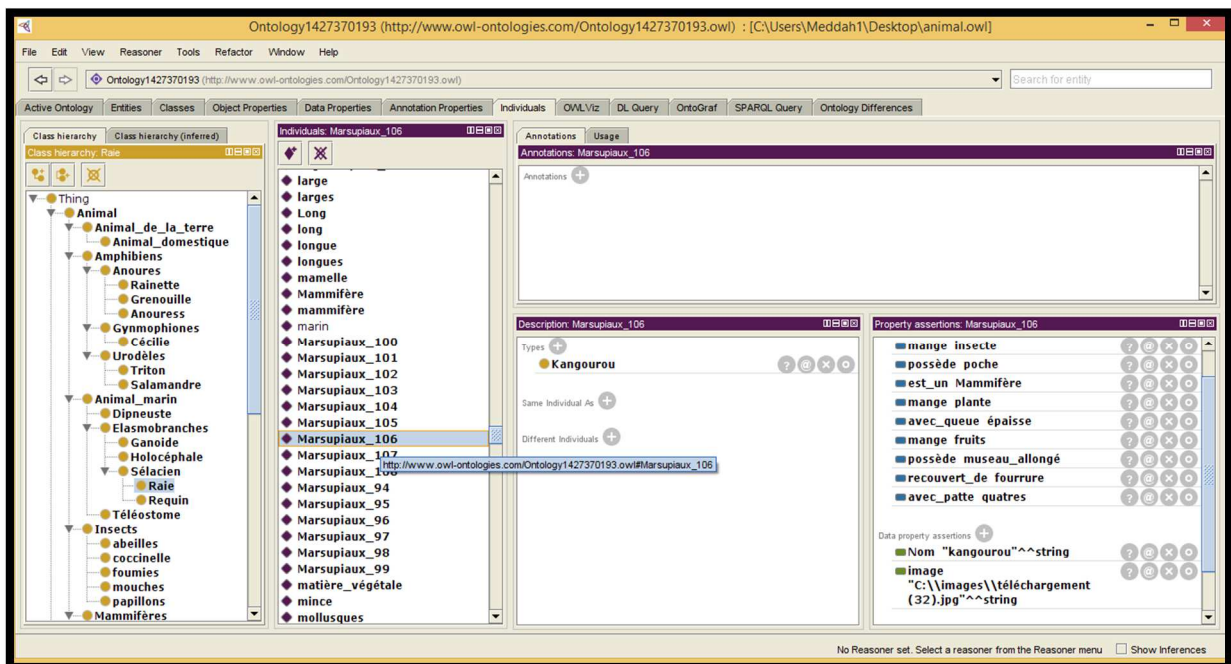 Ontology1427370193 (http://www.owl-ontologies.com/Ontology1427370193.owl) : [C:\Users\Meddah1\Desktop\animal.owl]
File Edit View Reasoner Tools Refactor Window Help
Ontology1427370193 (http://www.owl-ontologies.com/Ontology1427370193.owl)
Search for entity
Active Ontology Entities Classes Object Properties Data Properties Annotation Properties Individuals OWLViz DL Query OntoGraf SPARQL Query Ontology Differences
Class hierarchy Class hierarchy (inferred)
Class hierarchy: Raie
Thing
Animal
Animal_de_la_terre
Animal_domestique
Amphibiens
Anoures
Rainette
Grenouille
Anouress
Gynmophiones
Cécilie
Urodèles
Triton
Salamandre
Animal_marin
Dipneuste
Elasmobranches
Ganoide
Holocéphale
Sélacien
Raie
Requin
Téléostome
Insects
abeilles
coccinelle
foumies
mouches
papillons
Mammifères
Individuals: Marsupiaux_106
large
larges
Long
long
longue
longues
mamelle
Mammifère
mammifère
marin
Marsupiaux_100
Marsupiaux_101
Marsupiaux_102
Marsupiaux_103
Marsupiaux_104
Marsupiaux_105
Marsupiaux_106
Marsupiaux_107
http://www.owl-ontologies.com/Ontology1427370193.owl#Marsupiaux_106
Marsupiaux_94
Marsupiaux_95
Marsupiaux_96
Marsupiaux_97
Marsupiaux_98
Marsupiaux_99
matière_végétale
mince
mollusques
Annotations Usage
Annotations: Marsupiaux_106
Annotations
Description: Marsupiaux_106
Types
Kangourou
Same Individual As
Different Individuals
Property assertions: Marsupiaux_106
mange insecte
possède poche
est_un Mammifère
mange plante
avec_queue épaisse
mange fruits
possède museau_allongé
recouvert_de fourrure
avec_patte quatres
Data property assertions
Nom "kangourou"^^string
image
"C:\\images\\téléchargement
(32).jpg"^^string
No Reasoner set. Select a reasoner from the Reasoner menu Show Inferences